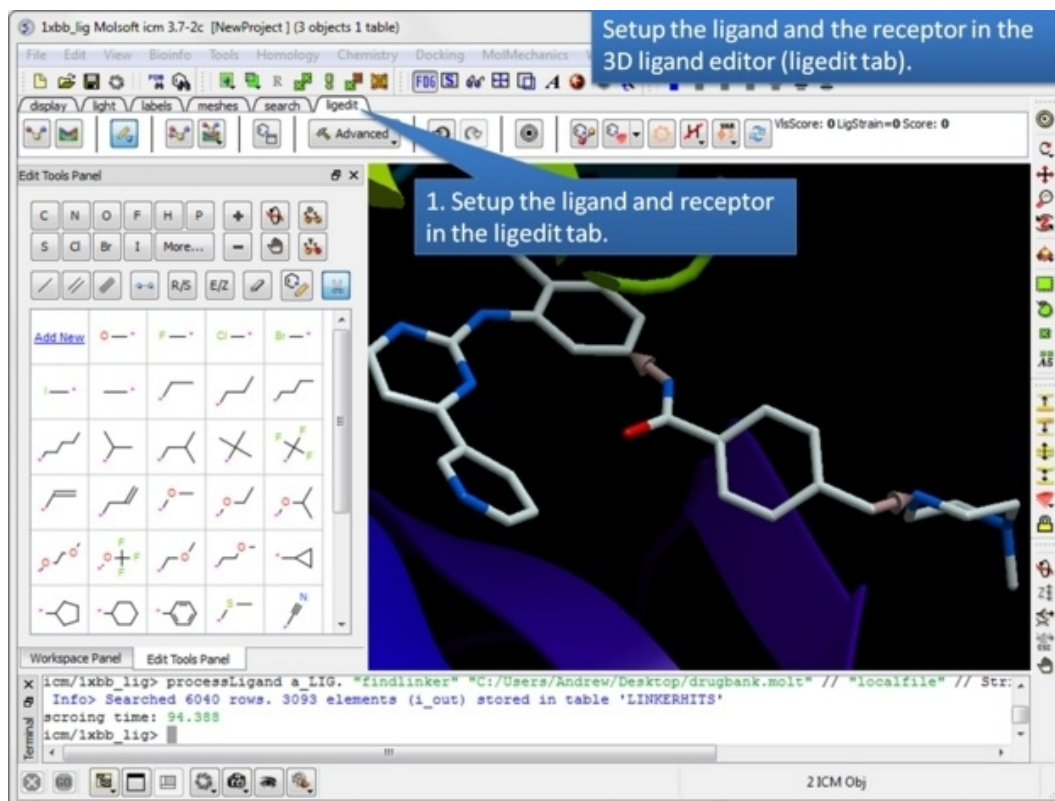 1xbb_lig Molsoft icm 3.7-2c [NewProject] (3 objects 1 table)
Setup the ligand and the receptor in the
3D ligand editor (ligedit tab).
File Edit View Bioinfo Tools Homology Chemistry Docking MolMechanics
display light labels meshes search ligedit
Advanced
VlsScore: 0 LigStrain=0 Score: 0
Edit Tools Panel
1. Setup the ligand and receptor
in the ligedit tab.
C N O F H P + 
S Cl Br I More... -
R/S E/Z
Add New
Workspace Panel Edit Tools Panel
Terminal
icm/1xbb_lig> processLigand a_LIG. "findlinker" "C:/Users/Andrew/Desktop/drugbank.molt" // "localfile" // Str
Info> Searched 6040 rows. 3093 elements (i_out) stored in table 'LINKERHITS'
scroing time: 94.388
icm/1xbb_lig>
GO
2 ICM Obj